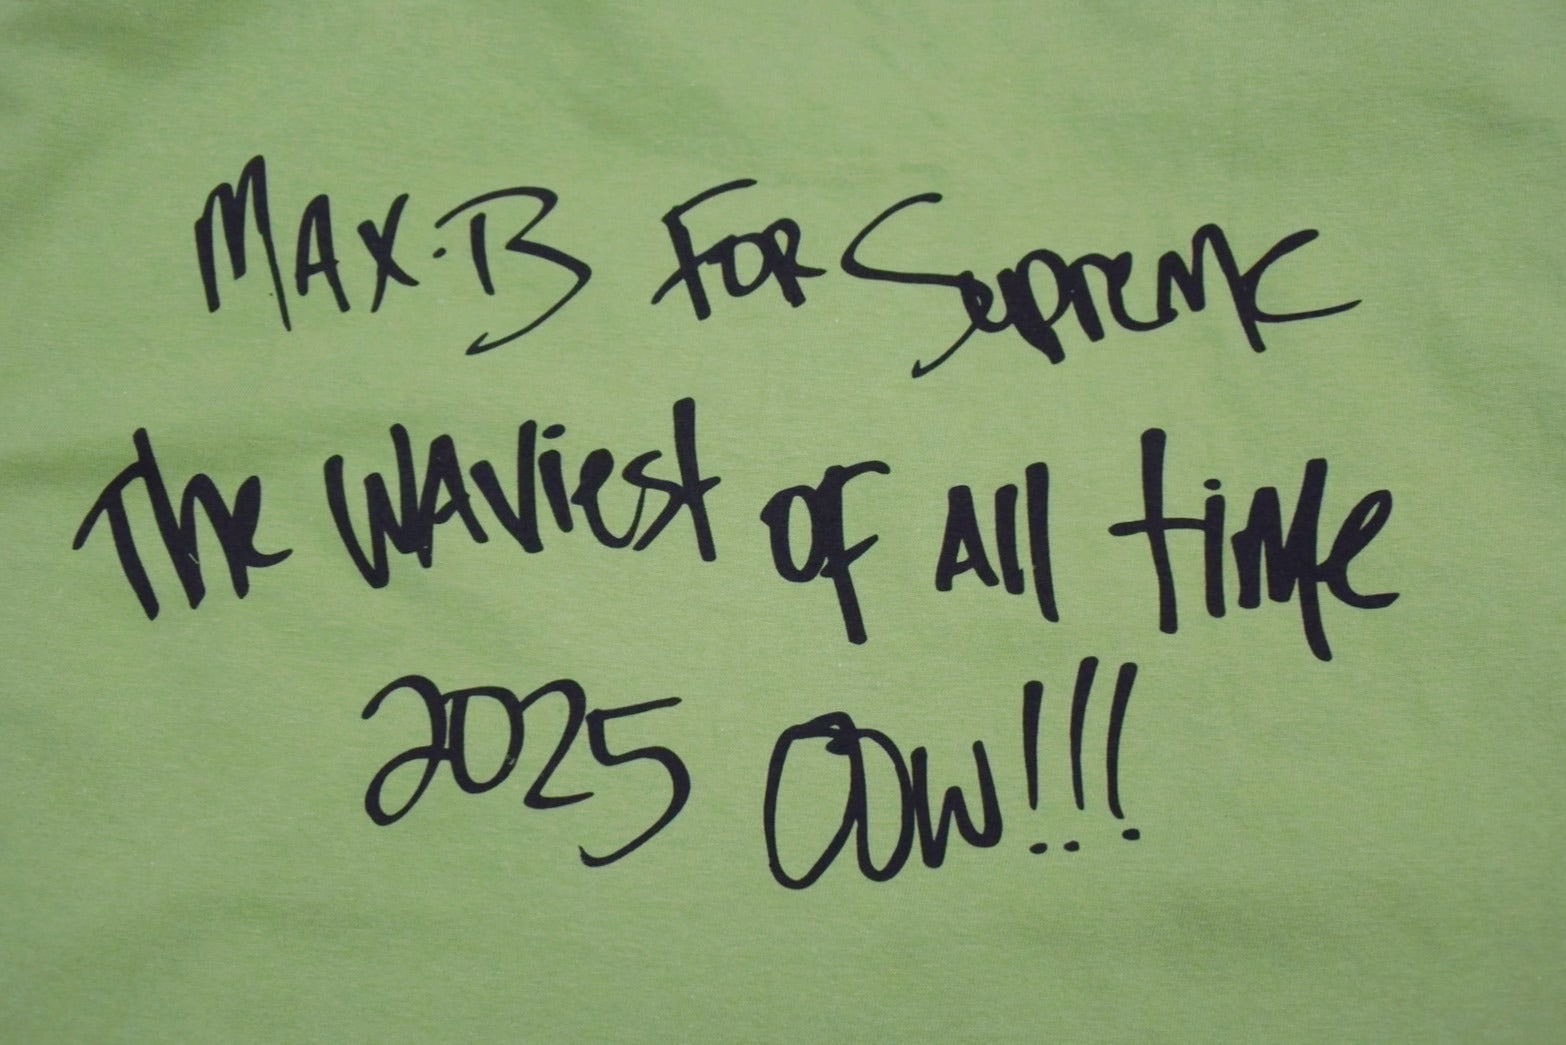 MAX.B FOR Supreme
The WAViest OF All time
2025 OOW!!!